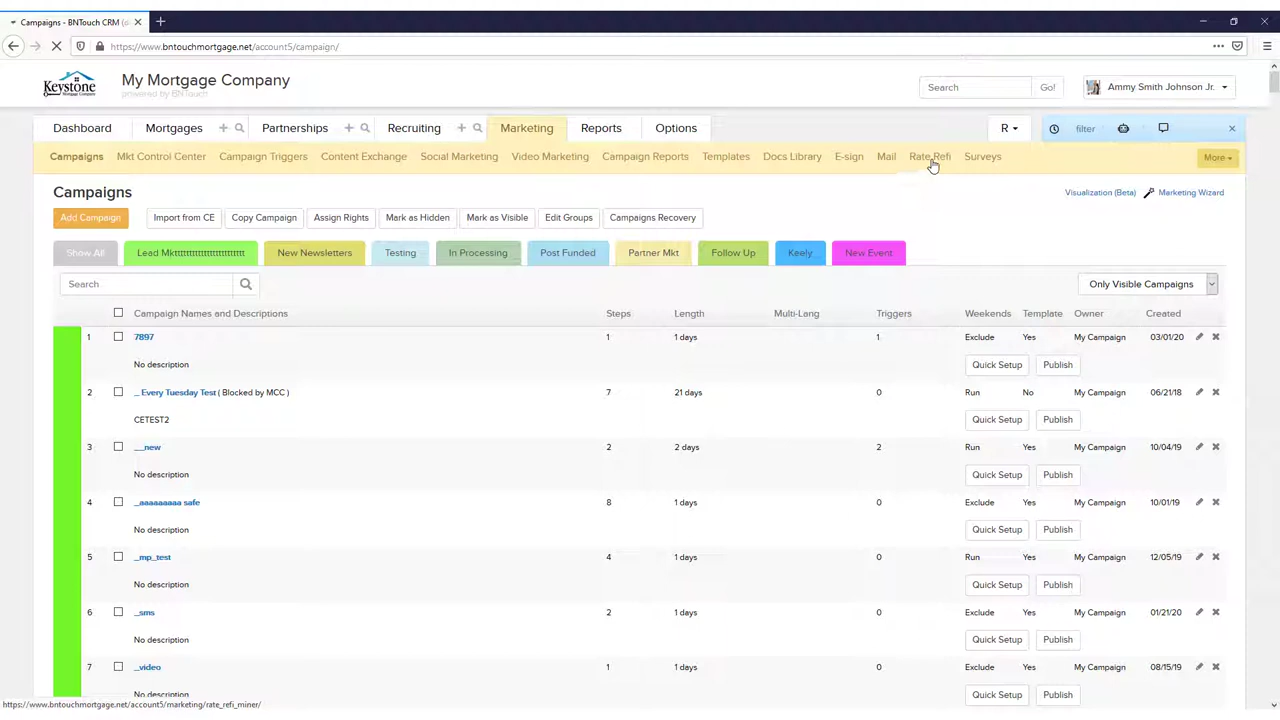 Campaigns - BNTouch CRM (d
https://www.bntouchmortgage.net/account5/campaign/
Keystone
Mortgage Company
My Mortgage Company
powered by BNTouch
Search Go! Ammy Smith Johnson Jr.
Dashboard Mortgages Partnerships Recruiting Marketing Reports Options R filter
Campaigns Mkt Control Center Campaign Triggers Content Exchange Social Marketing Video Marketing Campaign Reports Templates Docs Library E-sign Mail Rate Refi Surveys More
Campaigns Visualization (Beta) Marketing Wizard
Add Campaign Import from CE Copy Campaign Assign Rights Mark as Hidden Mark as Visible Edit Groups Campaigns Recovery
Show All Lead Mktttttttttttttttttttttttttt New Newsletters Testing In Processing Post Funded Partner Mkt Follow Up Keely New Event
Search Only Visible Campaigns
Campaign Names and Descriptions Steps Length Multi-Lang Triggers Weekends Template Owner Created
1 7897 1 1 days 1 Exclude Yes My Campaign 03/01/20
No description Quick Setup Publish
2 _ Every Tuesday Test ( Blocked by MCC ) 7 21 days 0 Run No My Campaign 06/21/18
CETEST2 Quick Setup Publish
3 __new 2 2 days 2 Run Yes My Campaign 10/04/19
No description Quick Setup Publish
4 _aaaaaaaaa safe 8 1 days 0 Exclude Yes My Campaign 10/01/19
No description Quick Setup Publish
5 _mp_test 4 1 days 0 Run Yes My Campaign 12/05/19
No description Quick Setup Publish
6 _sms 2 1 days 0 Exclude Yes My Campaign 01/21/20
No description Quick Setup Publish
7 _video 1 1 days 0 Exclude Yes My Campaign 08/15/19
No description Quick Setup Publish
https://www.bntouchmortgage.net/account5/marketing/rate_refi_miner/